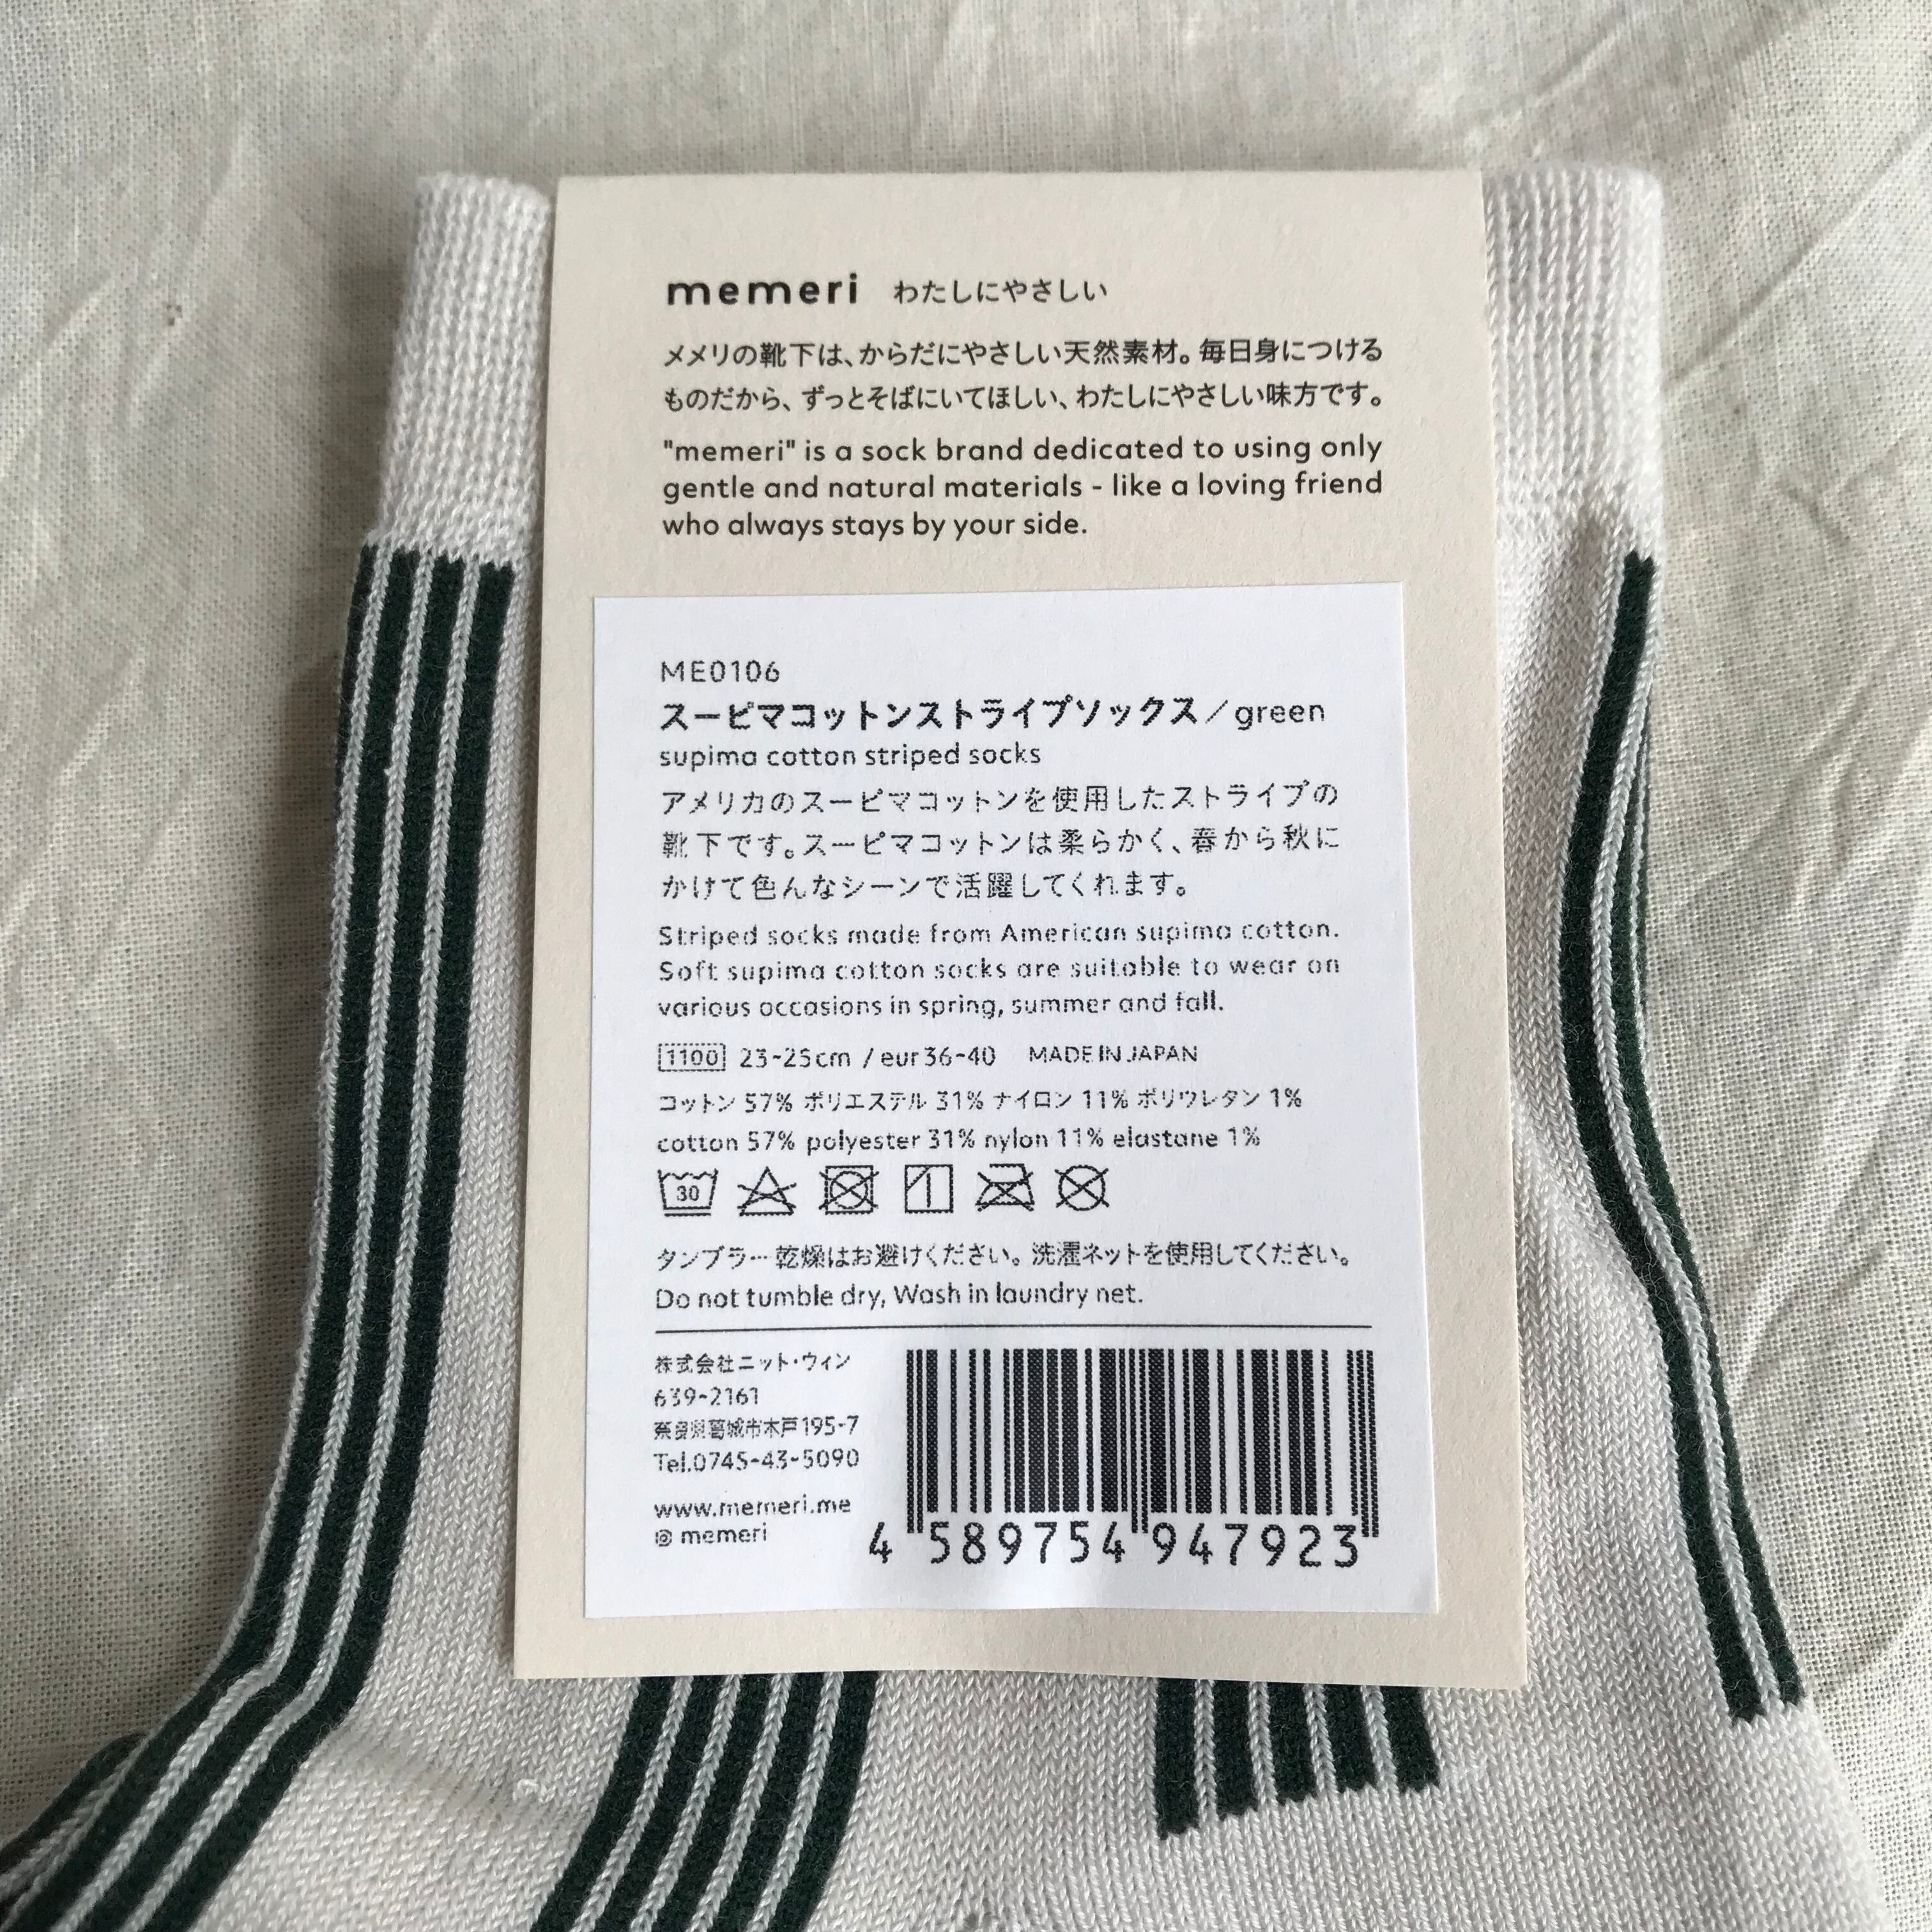 memeri わたしにやさしい
メメリの靴下は、からだにやさしい天然素材。毎日身につける
ものだから、ずっとそばにいてほしい、わたしにやさしい味方です。
"memeri" is a sock brand dedicated to using only
gentle and natural materials - like a loving friend
who always stays by your side.
ME0106
スーピマコットンストライプソックス／green
supima cotton striped socks
アメリカのスーピマコットンを使用したストライプの
靴下です。スーピマコットンは柔らかく、春から秋に
かけて色んなシーンで活躍してくれます。
Striped socks made from American supima cotton.
Soft supima cotton socks are suitable to wear on
various occasions in spring, summer and fall.
1100 23-25cm / eur36-40 MADE IN JAPAN
コットン 57% ポリエステル 31% ナイロン 11% ポリウレタン 1%
cotton 57% polyester 31% nylon 11% elastane 1%
30
タンブラー乾燥はお避けください。洗濯ネットを使用してください。
Do not tumble dry, Wash in laundry net.
株式会社ニット・ウィン
639-2161
奈良県葛城市木戸195-7
Tel.0745-43-5090
www.memeri.me
@ memeri
4 589754 947923